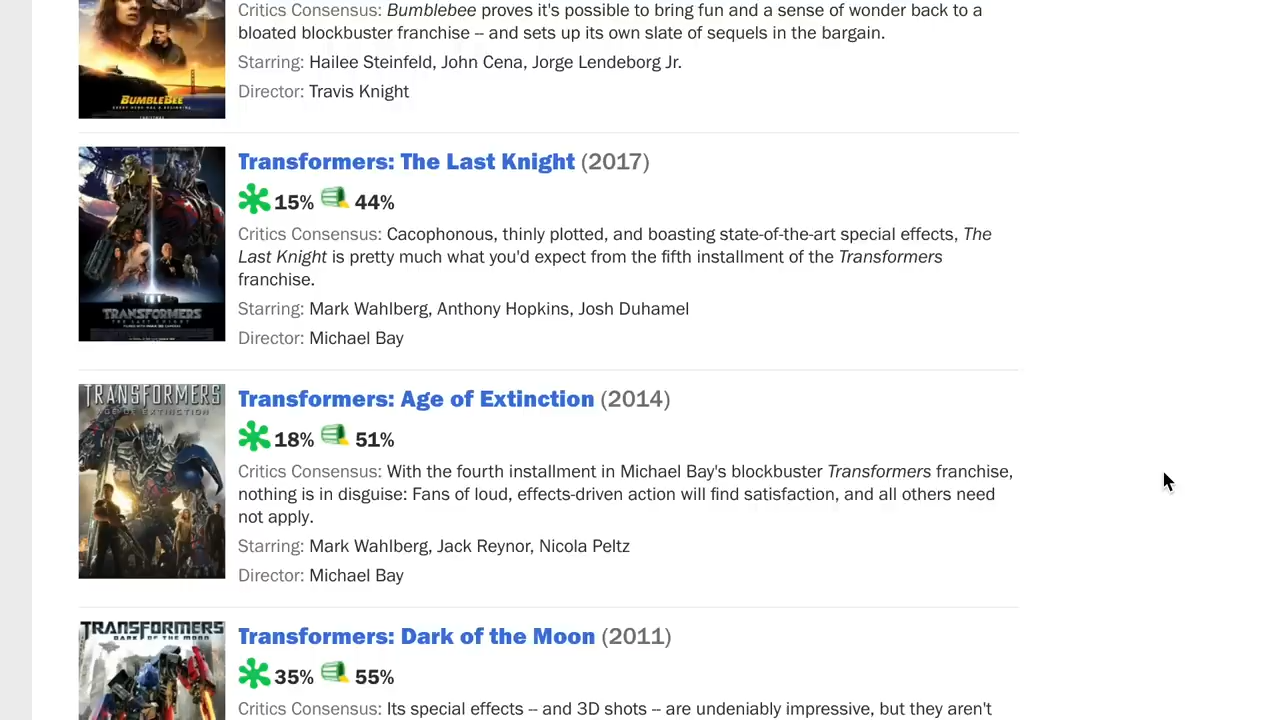 Critics Consensus: Bumblebee proves it's possible to bring fun and a sense of wonder back to a
bloated blockbuster franchise -- and sets up its own slate of sequels in the bargain.
Starring: Hailee Steinfeld, John Cena, Jorge Lendeborg Jr.
Director: Travis Knight
BUMBLEBEE
Transformers: The Last Knight (2017)
15% 44%
Critics Consensus: Cacophonous, thinly plotted, and boasting state-of-the-art special effects, The
Last Knight is pretty much what you'd expect from the fifth installment of the Transformers
franchise.
Starring: Mark Wahlberg, Anthony Hopkins, Josh Duhamel
TRANSFORMERS
THE LAST KNIGHT
Director: Michael Bay
TRANSFORMERS
AGE OF EXTINCTION
Transformers: Age of Extinction (2014)
18% 51%
Critics Consensus: With the fourth installment in Michael Bay's blockbuster Transformers franchise,
nothing is in disguise: Fans of loud, effects-driven action will find satisfaction, and all others need
not apply.
Starring: Mark Wahlberg, Jack Reynor, Nicola Peltz
Director: Michael Bay
TRANSFORMERS
DARK OF THE MOON
Transformers: Dark of the Moon (2011)
35% 55%
Critics Consensus: Its special effects -- and 3D shots -- are undeniably impressive, but they aren't